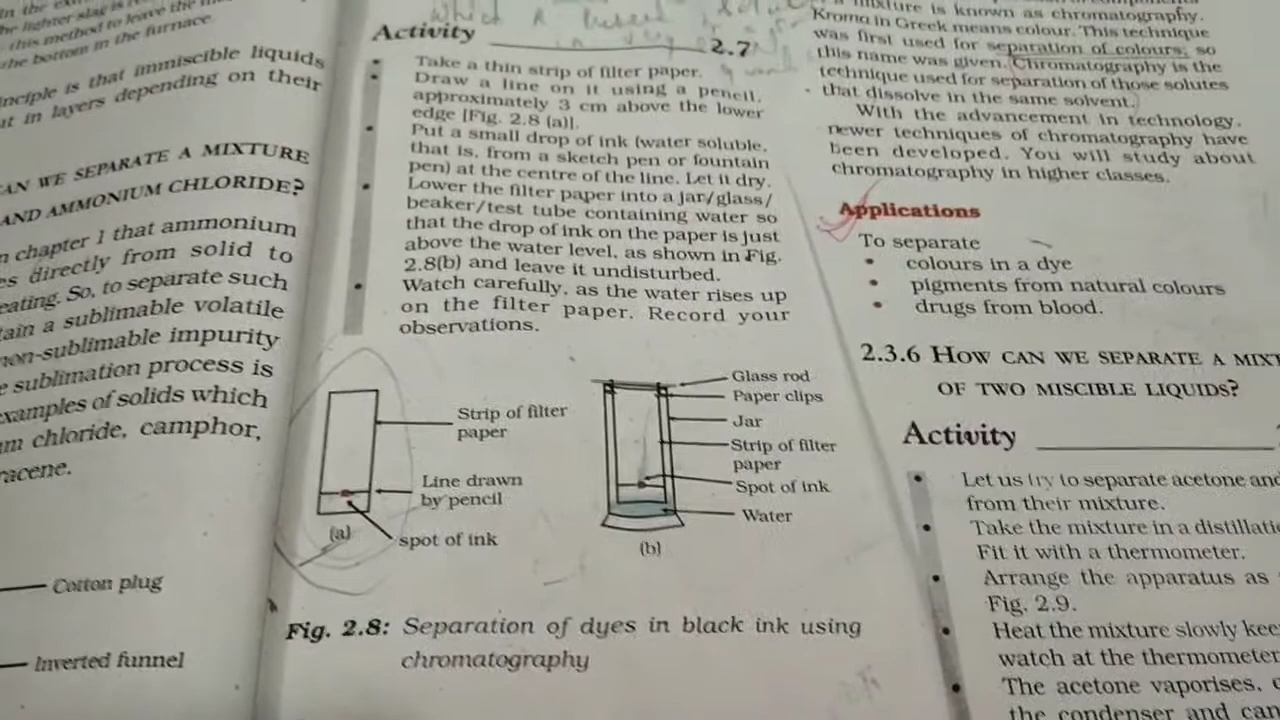 the lighter slag is
this method to leave the
the bottom in the furnace.
inciple is that immiscible liquids
ut in layers depending on their
AN WE SEPARATE A MIXTURE
AND AMMONIUM CHLORIDE?
n chapter 1 that ammonium
es directly from solid to
eating. So, to separate such
tain a sublimable volatile
non-sublimable impurity
e sublimation process is
examples of solids which
um chloride, camphor,
racene.
Cotton plug
Inverted funnel
Which
Activity 2.7
• Take a thin strip of filter paper.
• Draw a line on it using a pencil,
approximately 3 cm above the lower
edge [Fig. 2.8 (a)].
• Put a small drop of ink (water soluble,
that is, from a sketch pen or fountain
pen) at the centre of the line. Let it dry.
• Lower the filter paper into a jar/glass/
beaker/test tube containing water so
that the drop of ink on the paper is just
above the water level, as shown in Fig.
2.8(b) and leave it undisturbed.
• Watch carefully, as the water rises up
on the filter paper. Record your
observations.
Strip of filter
paper
Line drawn
by pencil
spot of ink
(a)
Glass rod
Paper clips
Jar
Strip of filter
paper
Spot of ink
Water
(b)
Fig. 2.8: Separation of dyes in black ink using
chromatography
a mixture is known as chromatography.
Kroma in Greek means colour. This technique
was first used for separation of colours, so
this name was given. Chromatography is the
technique used for separation of those solutes
that dissolve in the same solvent.
With the advancement in technology,
newer techniques of chromatography have
been developed. You will study about
chromatography in higher classes.
Applications
To separate
• colours in a dye
• pigments from natural colours
• drugs from blood.
2.3.6 HOW CAN WE SEPARATE A MIXT
OF TWO MISCIBLE LIQUIDS?
Activity
• Let us try to separate acetone and
from their mixture.
• Take the mixture in a distillati
Fit it with a thermometer.
• Arrange the apparatus as
Fig. 2.9.
• Heat the mixture slowly kee
watch at the thermometer
• The acetone vaporises,
the condenser and can